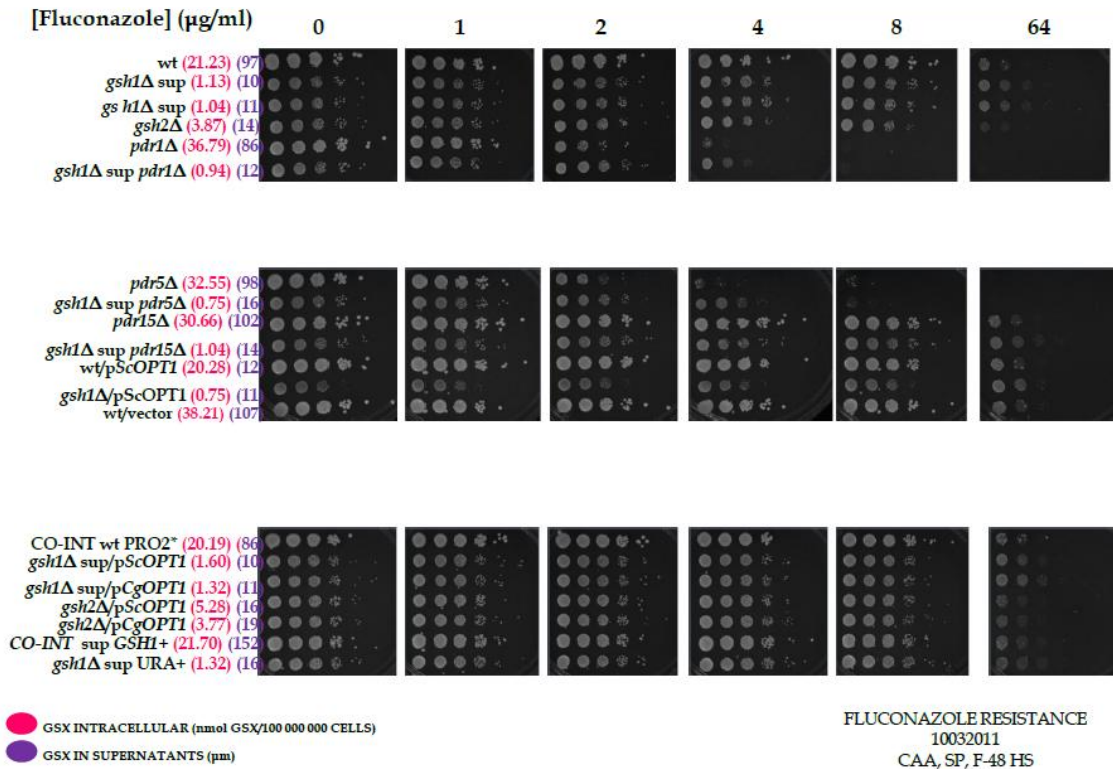 [Fluconazole] (µg/ml) 0 1 2 4 8 64
wt (21.23) (97)
gsh1Δ sup (1.13) (10
gs h1Δ sup (1.04) (11
gsh2Δ (3.87) (14)
pdr1Δ (36.79) (86)
gsh1Δ sup pdr1Δ (0.94) (12
pdr5Δ (32.55) (98
gsh1Δ sup pdr5Δ (0.75) (16
pdr15Δ (30.66) (102
gsh1Δ sup pdr15Δ (1.04) (14
wt/pScOPT1 (20.28) (12
gsh1Δ/pScOPT1 (0.75) (11
wt/vector (38.21) (107)
CO-INT wt PRO2* (20.19) (86
gsh1Δ sup/pScOPT1 (1.60) (10
gsh1Δ sup/pCgOPT1 (1.32) (11
gsh2Δ/pScOPT1 (5.28) (16
gsh2Δ/pCgOPT1 (3.77) (19
CO-INT sup GSH1+ (21.70) (152)
gsh1Δ sup URA+ (1.32) (16
GSX INTRACELLULAR (nmol GSX/100 000 000 CELLS)
GSX IN SUPERNATANTS (µm)
FLUCONAZOLE RESISTANCE
10032011
CAA, SP, F-48 HS